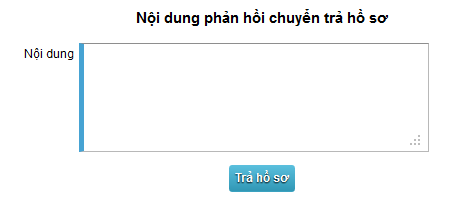 Nội dung phản hồi chuyển trả hồ sơ
Nội dung
Trả hồ sơ